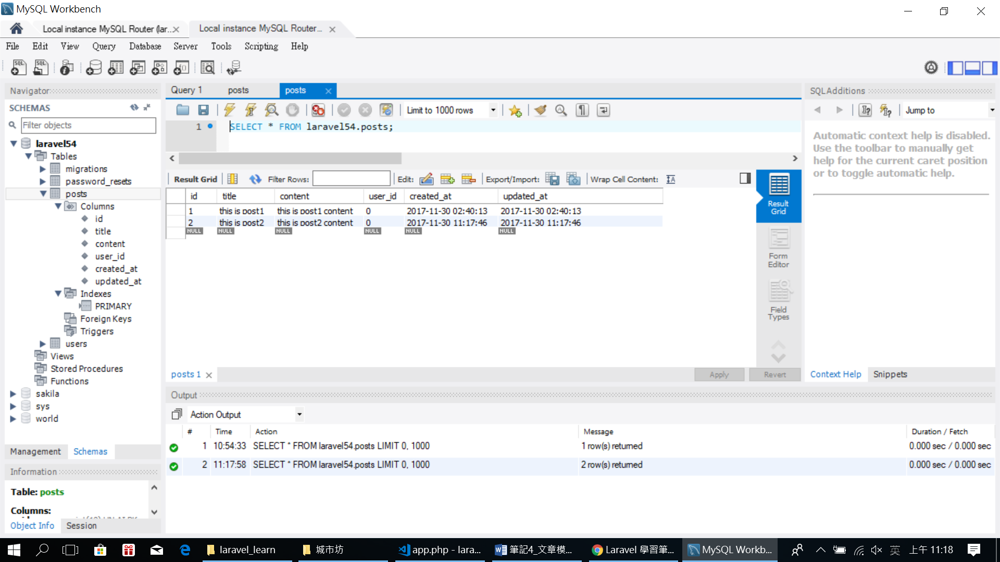 MySQL Workbench
Local instance MySQL Router (lar...
Local instance MySQL Router...
File Edit View Query Database Server Tools Scripting Help
Navigator
SCHEMAS
Filter objects
laravel54
Tables
migrations
password_resets
posts
Columns
id
title
content
user_id
created_at
updated_at
Indexes
PRIMARY
Foreign Keys
Triggers
users
Views
Stored Procedures
Functions
sakila
sys
world
Management Schemas
Information
Table: posts
Columns:
Object Info Session
Query 1 posts posts
Limit to 1000 rows
1 SELECT * FROM laravel54.posts;
Result Grid Filter Rows: Edit: Export/Import: Wrap Cell Content:
id title content user_id created_at updated_at
1 this is post1 this is post1 content 0 2017-11-30 02:40:13 2017-11-30 02:40:13
2 this is post2 this is post2 content 0 2017-11-30 11:17:46 2017-11-30 11:17:46
NULL NULL NULL NULL NULL NULL
Result Grid
Form Editor
Field Types
posts 1 Apply Revert
SQLAdditions
Jump to
Automatic context help is disabled.
Use the toolbar to manually get
help for the current caret position
or to toggle automatic help.
Context Help Snippets
Output
Action Output
# Time Action Message Duration / Fetch
1 10:54:33 SELECT * FROM laravel54.posts LIMIT 0, 1000 1 row(s) returned 0.000 sec / 0.000 sec
2 11:17:58 SELECT * FROM laravel54.posts LIMIT 0, 1000 2 row(s) returned 0.000 sec / 0.000 sec
laravel_learn 城市坊 app.php - lara... 筆記4_文章模... Laravel 學習筆... MySQL Workb... 英 上午 11:18